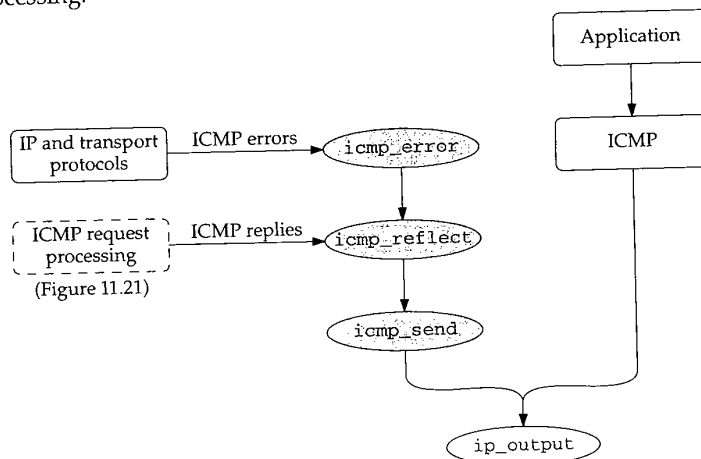 ocessing.
Application
IP and transport
protocols
ICMP errors
icmp_error
ICMP
ICMP request
processing
ICMP replies
icmp_reflect
(Figure 11.21)
icmp_send
ip_output